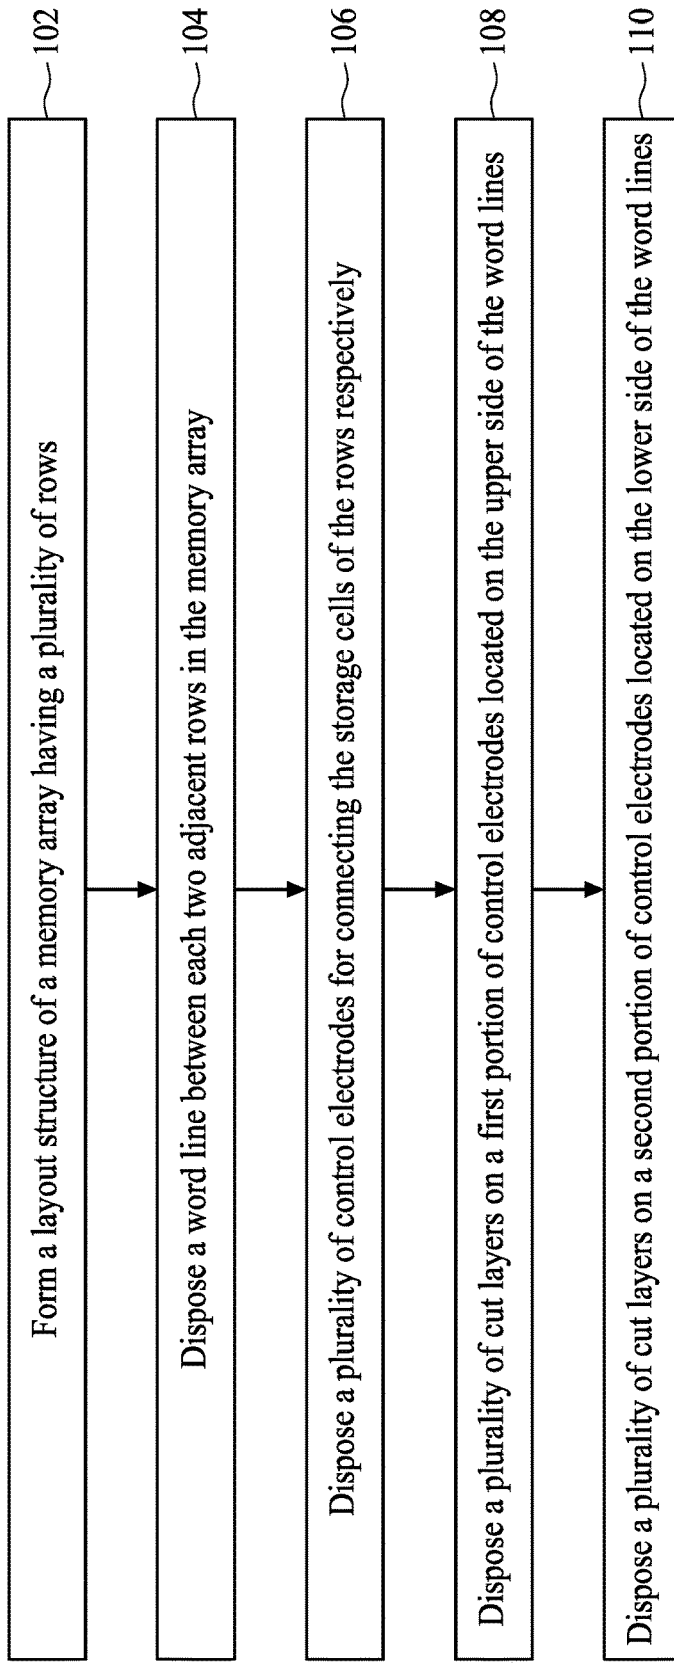 Form a layout structure of a memory array having a plurality of rows
102
Dispose a word line between each two adjacent rows in the memory array
104
Dispose a plurality of control electrodes for connecting the storage cells of the rows respectively
106
Dispose a plurality of cut layers on a first portion of control electrodes located on the upper side of the word lines
108
Dispose a plurality of cut layers on a second portion of control electrodes located on the lower side of the word lines
110